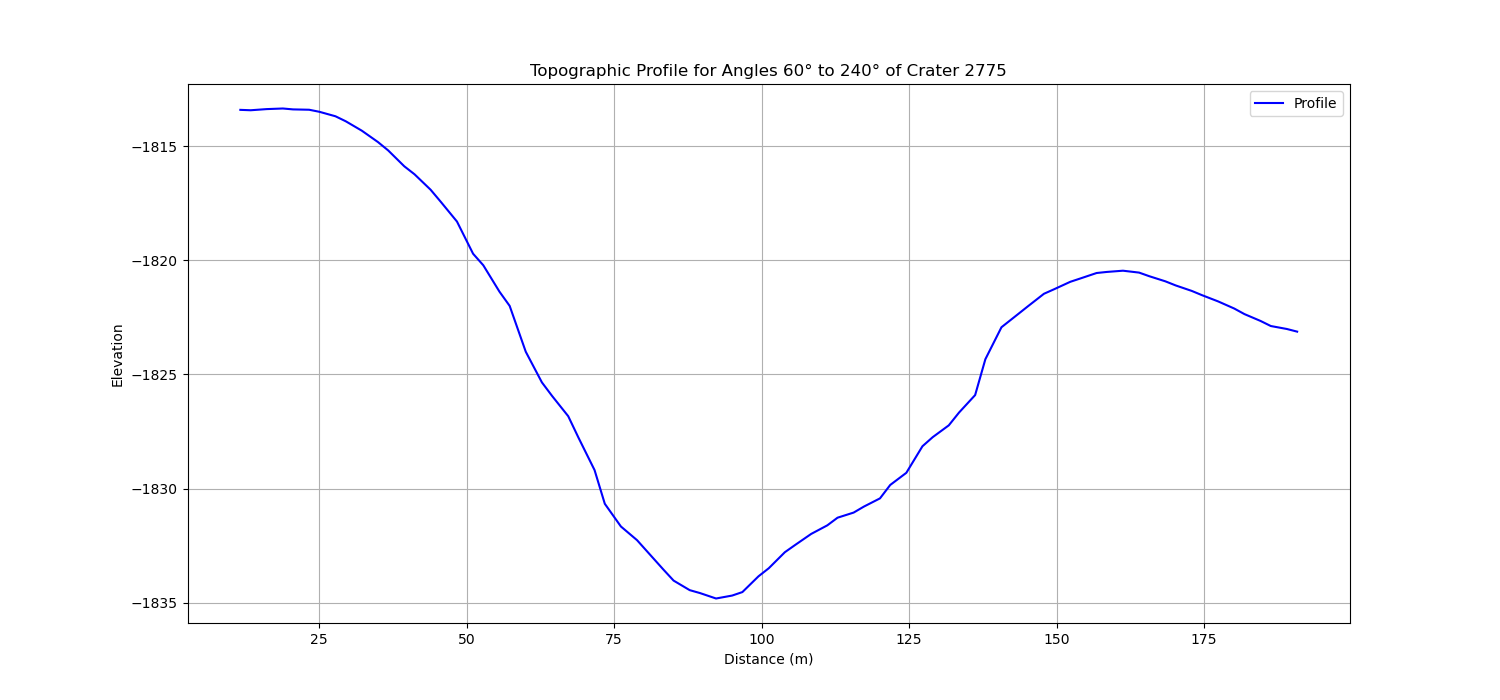 Topographic Profile for Angles 60° to 240° of Crater 2775
Profile
−1815
−1820
−1825
−1830
−1835
Elevation
25 50 75 100 125 150 175
Distance (m)